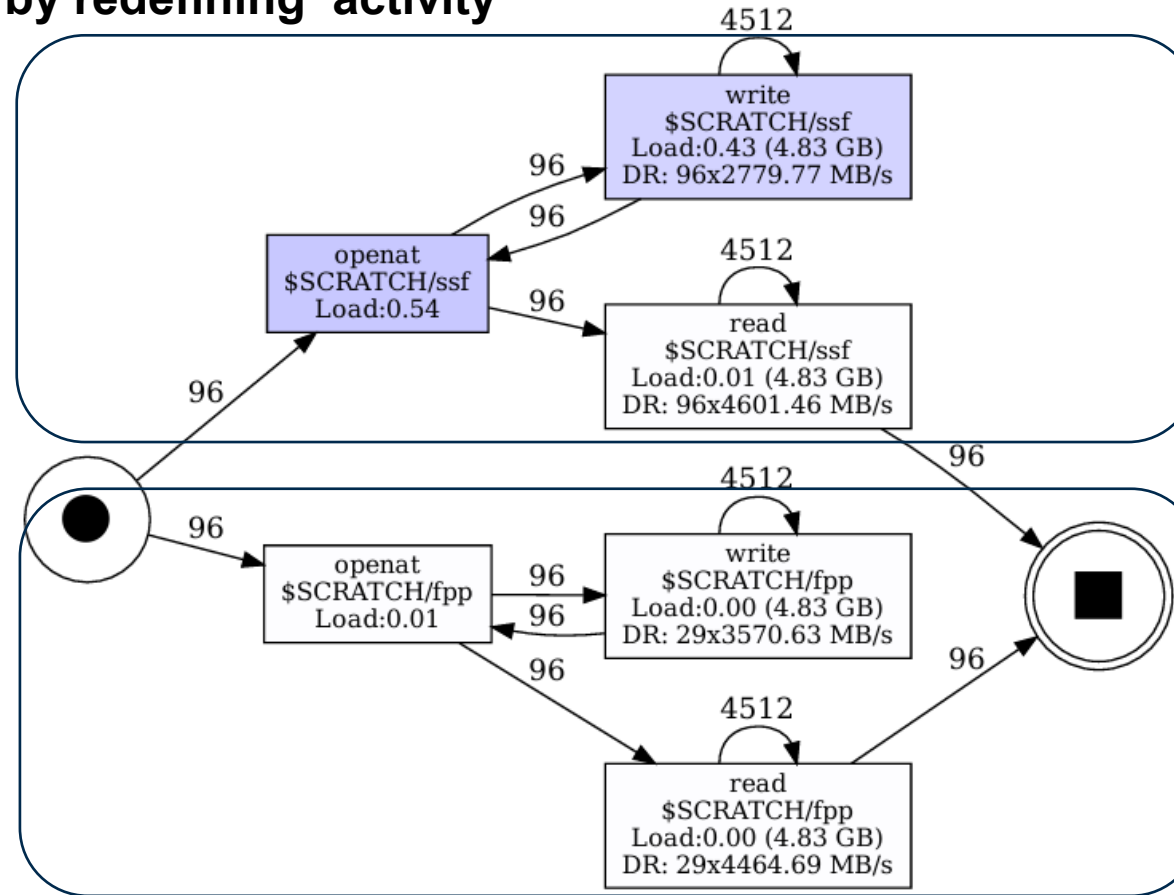 by redefining 'activity'
4512
write
$SCRATCH/ssf
Load:0.43 (4.83 GB)
DR: 96x2779.77 MB/s
96
96
openat
$SCRATCH/ssf
Load:0.54
4512
96
read
$SCRATCH/ssf
Load:0.01 (4.83 GB)
DR: 96x4601.46 MB/s
96
96
4512
96
write
$SCRATCH/fpp
Load:0.00 (4.83 GB)
DR: 29x3570.63 MB/s
openat
$SCRATCH/fpp
Load:0.01
96
96
96
96
4512
read
$SCRATCH/fpp
Load:0.00 (4.83 GB)
DR: 29x4464.69 MB/s